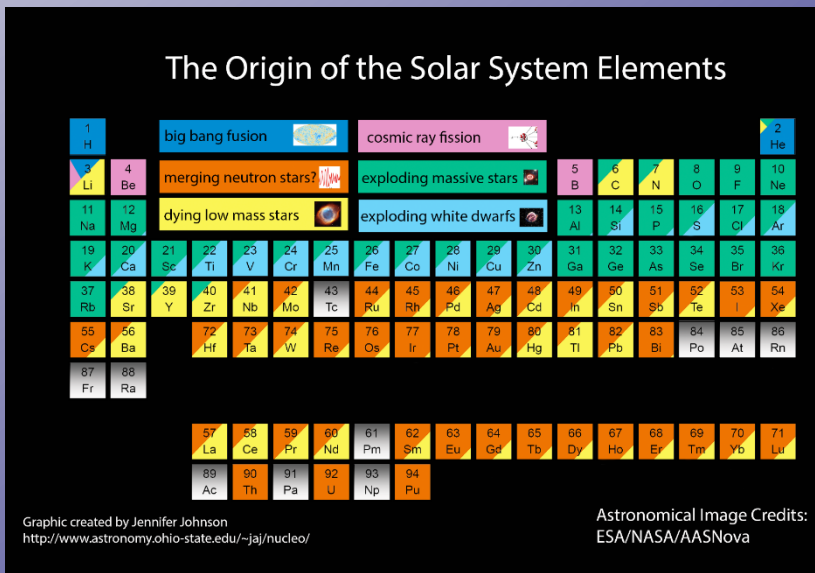 The Origin of the Solar System Elements
1 2
H He
big bang fusion cosmic ray fission
3 4 5 6 7 8 9 10
Li Be B C N O F Ne
merging neutron stars? exploding massive stars
11 12 13 14 15 16 17 18
Na Mg Al Si P S Cl Ar
dying low mass stars exploding white dwarfs
19 20 21 22 23 24 25 26 27 28 29 30 31 32 33 34 35 36
K Ca Sc Ti V Cr Mn Fe Co Ni Cu Zn Ga Ge As Se Br Kr
37 38 39 40 41 42 43 44 45 46 47 48 49 50 51 52 53 54
Rb Sr Y Zr Nb Mo Tc Ru Rh Pd Ag Cd In Sn Sb Te I Xe
55 56 72 73 74 75 76 77 78 79 80 81 82 83 84 85 86
Cs Ba Hf Ta W Re Os Ir Pt Au Hg Tl Pb Bi Po At Rn
87 88
Fr Ra
57 58 59 60 61 62 63 64 65 66 67 68 69 70 71
La Ce Pr Nd Pm Sm Eu Gd Tb Dy Ho Er Tm Yb Lu
89 90 91 92 93 94
Ac Th Pa U Np Pu
Graphic created by Jennifer Johnson
http://www.astronomy.ohio-state.edu/~jaj/nucleo/
Astronomical Image Credits:
ESA/NASA/AASNova